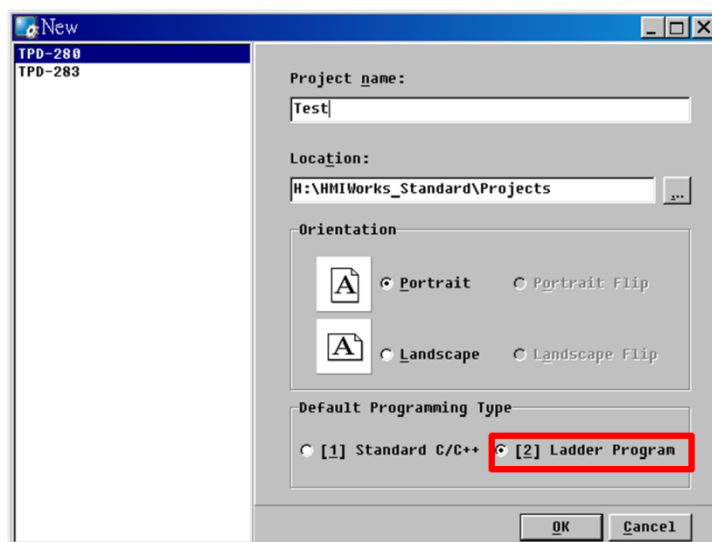 New
TPD-280
TPD-283
Project name:
Test
Location:
H:\HMIWorks_Standard\Projects
...
Orientation
A
Portrait
Portrait Flip
A
Landscape
Landscape Flip
Default Programming Type
[1] Standard C/C++
[2] Ladder Program
OK
Cancel